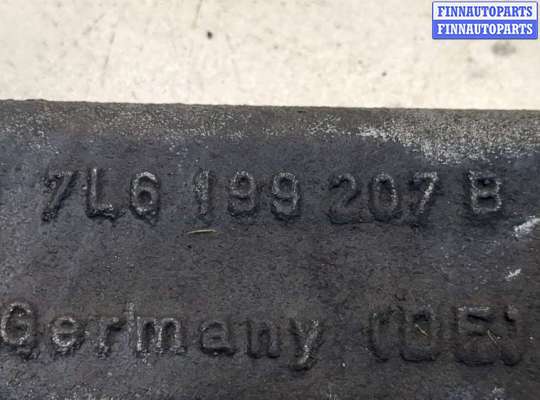 FINNAUTOPARTS
FINNAUTOPARTS
7L6 199 207 B
Germany (DE)